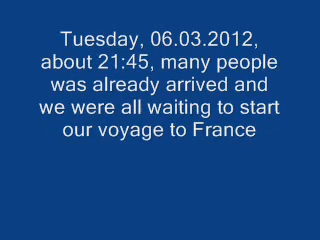 Tuesday, 06.03.2012,
about 21:45, many people
was already arrived and
we were all waiting to start
our voyage to France